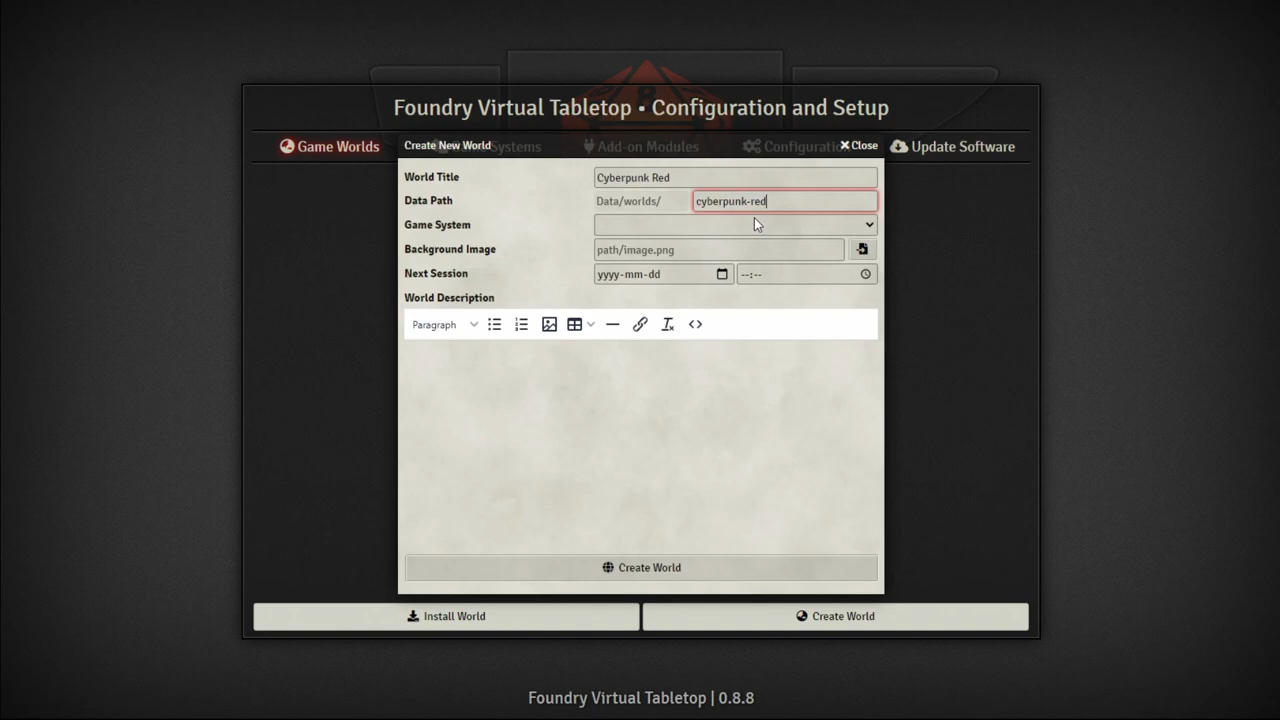 Foundry Virtual Tabletop • Configuration and Setup
Game Worlds
Systems
Add-on Modules
Configuration
Update Software
Create New World
Close
World Title
Cyberpunk Red
Data Path
Data/worlds/
cyberpunk-red
Game System
Background Image
path/image.png
Next Session
yyyy-mm-dd
--:--
World Description
Paragraph
Create World
Install World
Create World
Foundry Virtual Tabletop | 0.8.8